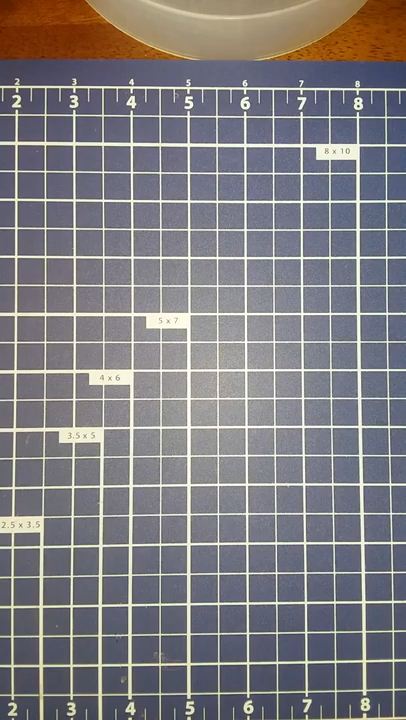 2 3 4 5 6 7 8
2 3 4 5 6 7 8
8 x 10
5 x 7
4 x 6
3.5 x 5
2.5 x 3.5
2 3 4 5 6 7 8